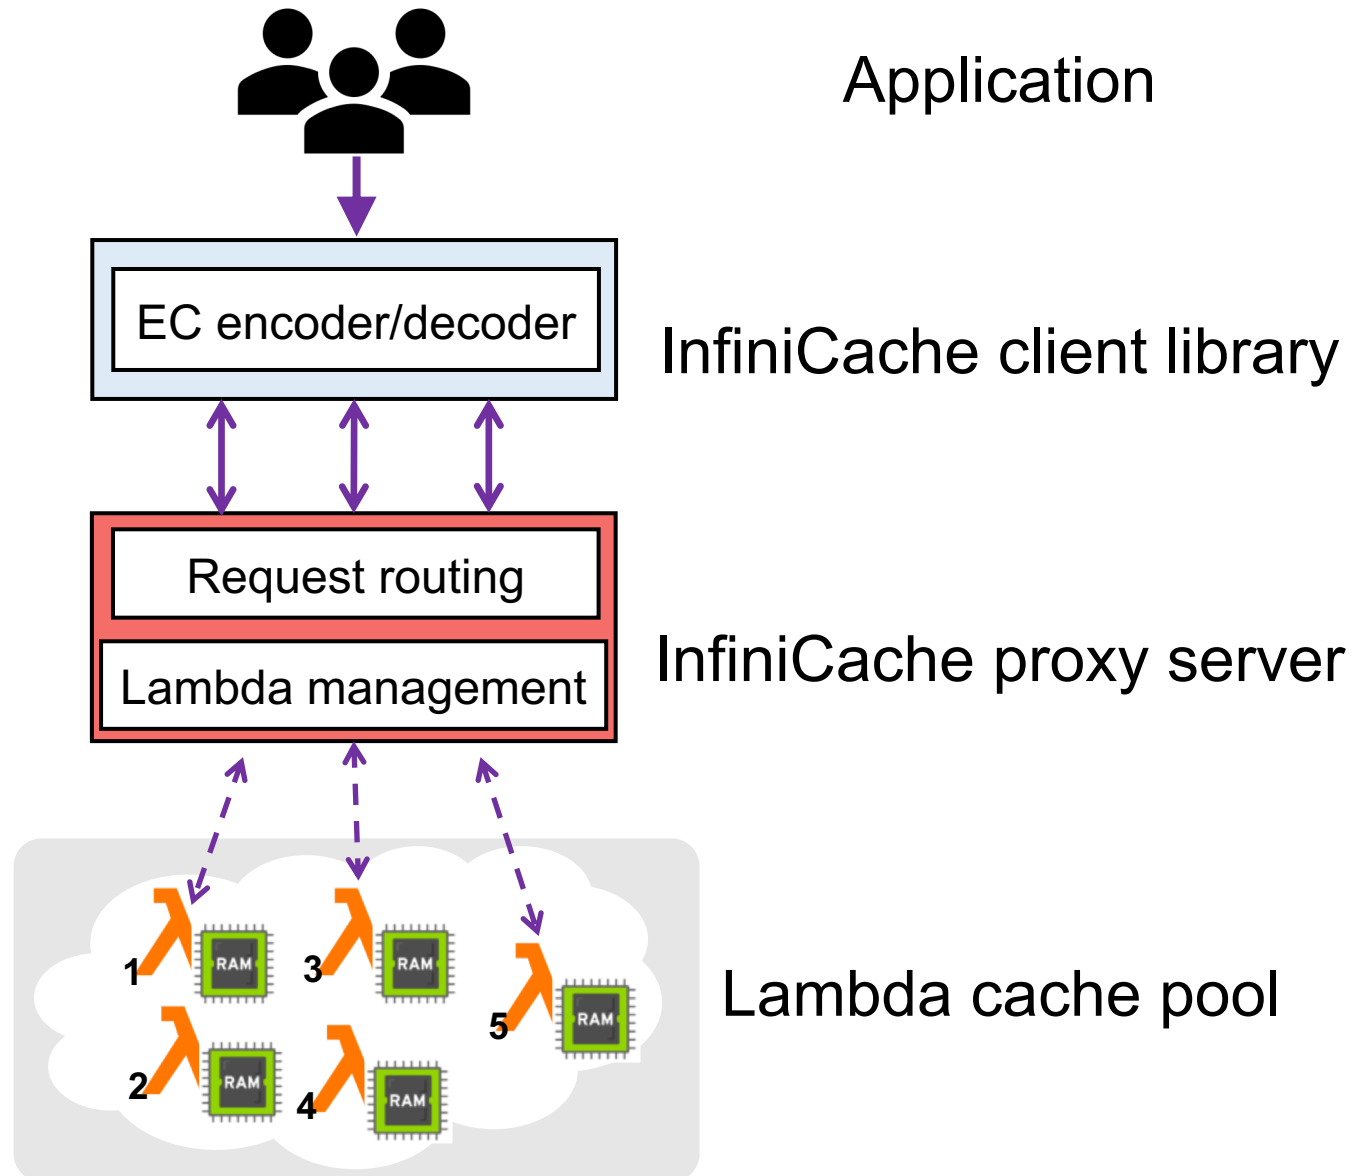 Application
EC encoder/decoder
InfiniCache client library
Request routing
InfiniCache proxy server
Lambda management
1
RAM
3
RAM
5
RAM
Lambda cache pool
2
RAM
4
RAM